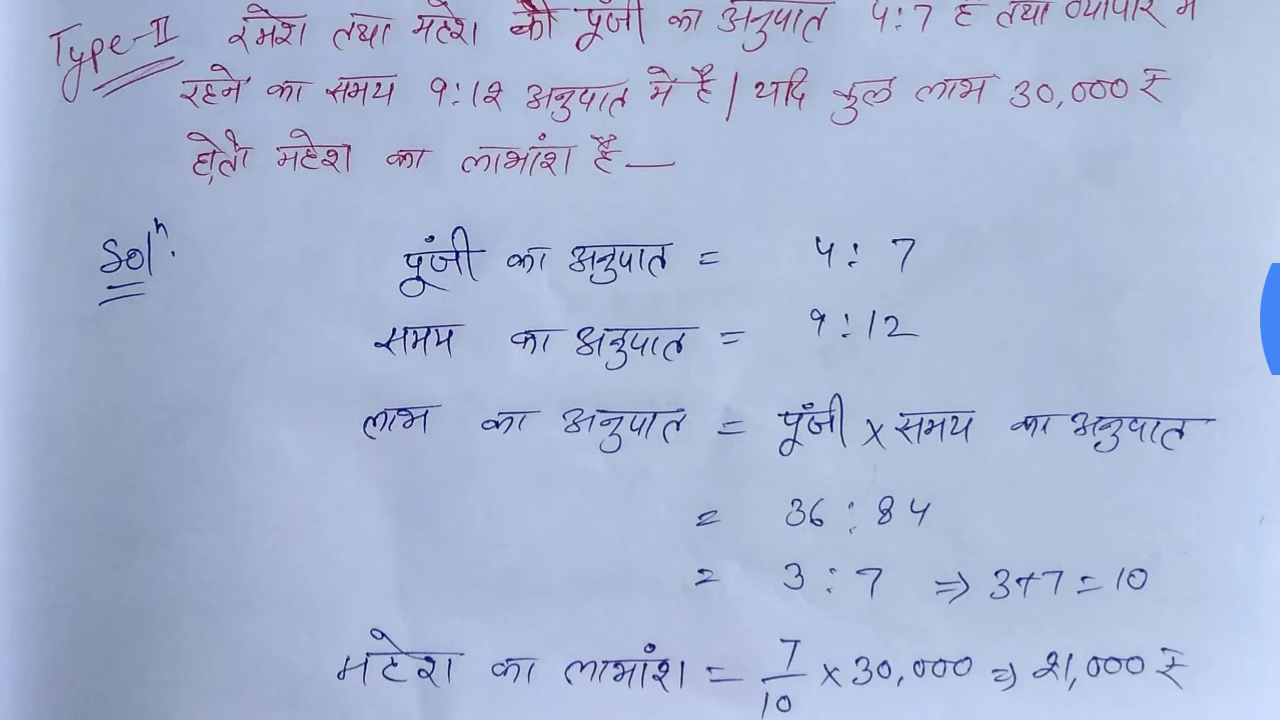 Type-II रमेश तथा महेश की पूंजी का अनुपात 4:7 है तथा व्यापार मे
रहने का समय 9:12 अनुपात मे है | यदि कुल लाभ 30,000 ₹
हो,तो महेश का लाभांश है —
Solⁿ.
पूंजी का अनुपात = 4 : 7
समय का अनुपात = 9 : 12
लाभ का अनुपात = पूंजी × समय का अनुपात
= 36 : 84
= 3 : 7 ⇒ 3+7 = 10
महेश का लाभांश = 7/10 × 30,000 ⇒ 21,000 ₹